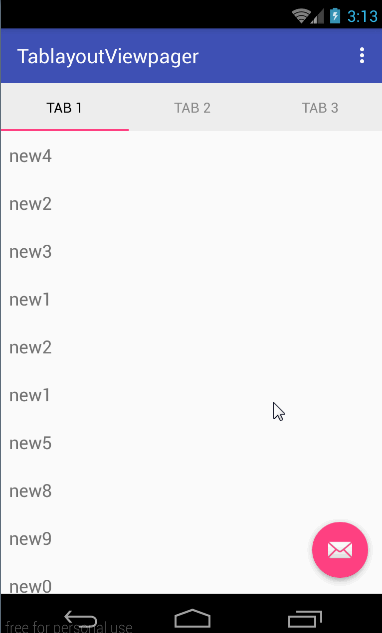 3:13
TablayoutViewpager
TAB 1 TAB 2 TAB 3
new4
new2
new3
new1
new2
new1
new5
new8
new9
new0
free for personal use